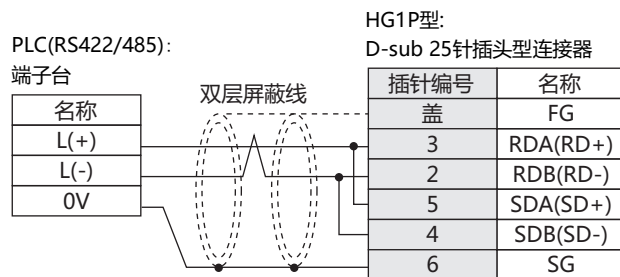 HG1P型:
D-sub 25针插头型连接器
PLC(RS422/485):
端子台
双层屏蔽线
插针编号 名称
名称
盖 FG
L(+)
3 RDA(RD+)
L(-)
2 RDB(RD-)
0V
5 SDA(SD+)
4 SDB(SD-)
6 SG